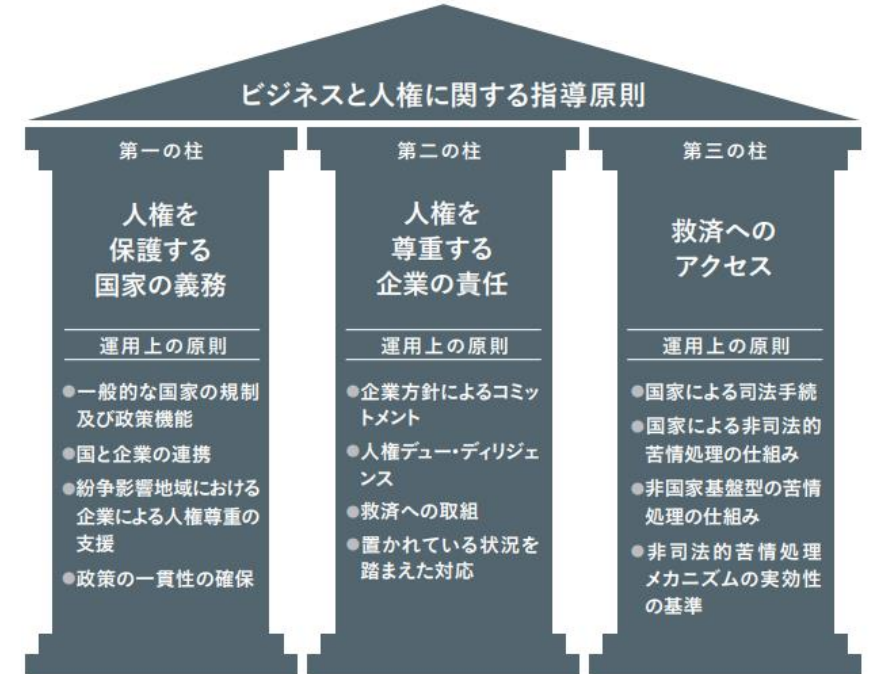 ビジネスと人権に関する指導原則
第一の柱
人権を
保護する
国家の義務
運用上の原則
●一般的な国家の規制
及び政策機能
●国と企業の連携
●紛争影響地域における
企業による人権尊重の
支援
●政策の一貫性の確保
第二の柱
人権を
尊重する
企業の責任
運用上の原則
●企業方針によるコミッ
トメント
●人権デュー・ディリジェ
ンス
●救済への取組
●置かれている状況を
踏まえた対応
第三の柱
救済への
アクセス
運用上の原則
●国家による司法手続
●国家による非司法的
苦情処理の仕組み
●非国家基盤型の苦情
処理の仕組み
●非司法的苦情処理
メカニズムの実効性
の基準